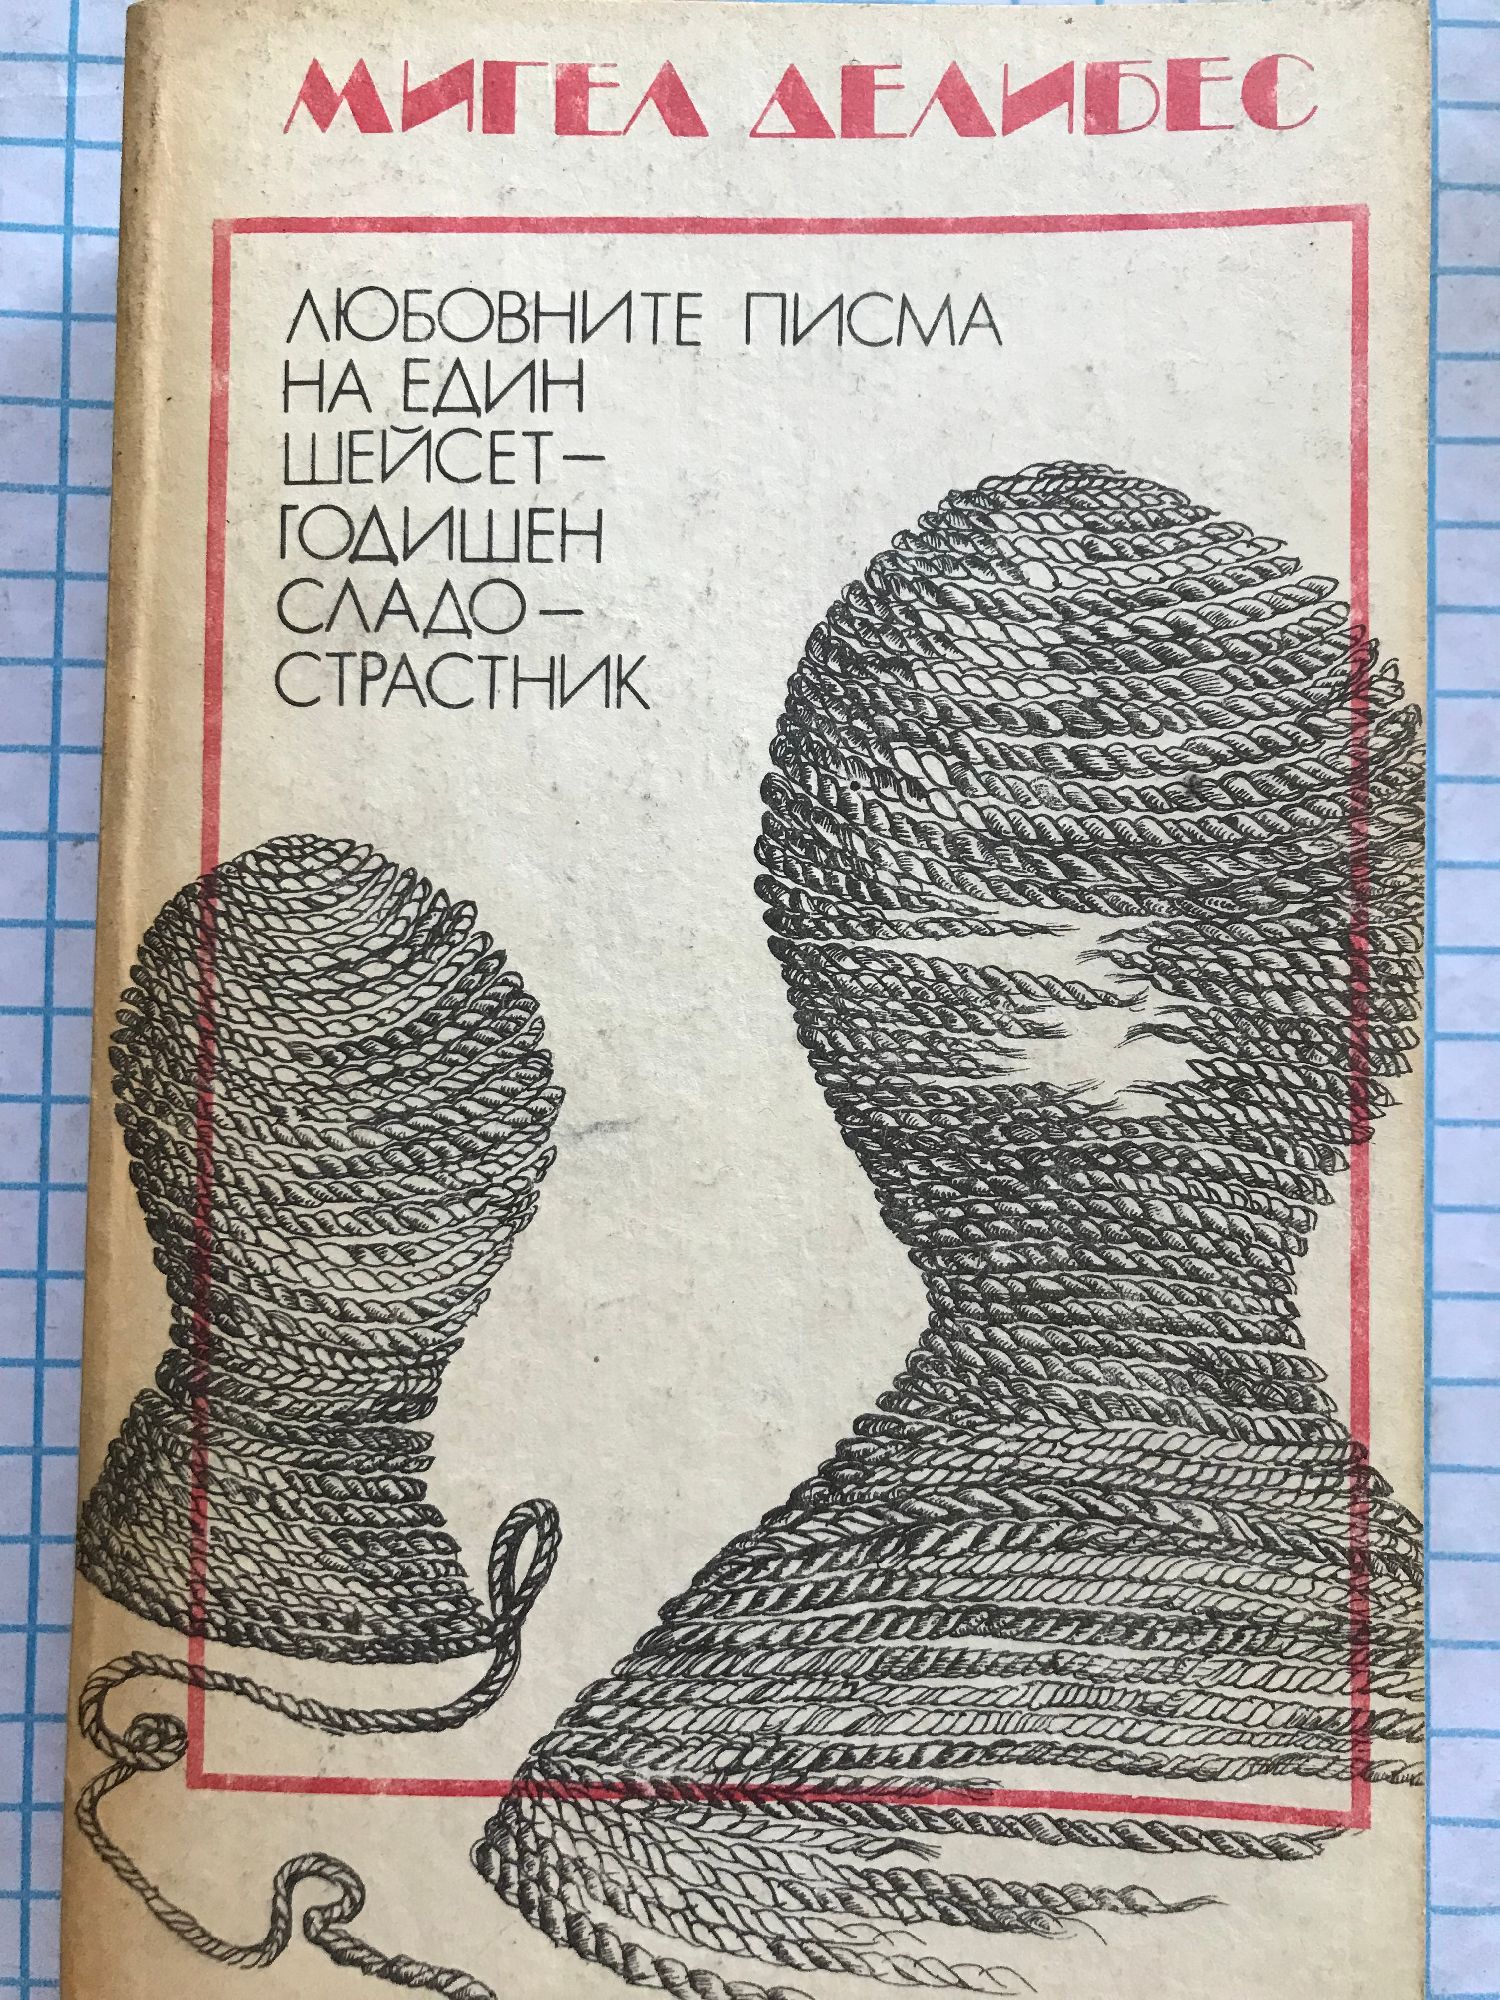 МИГЕЛ ДЕЛИБЕС
ЛЮБОВНИТЕ ПИСМА
НА ЕДИН
ШЕЙСЕТ-
ГОДИШЕН
СЛАДО-
СТРАСТНИК